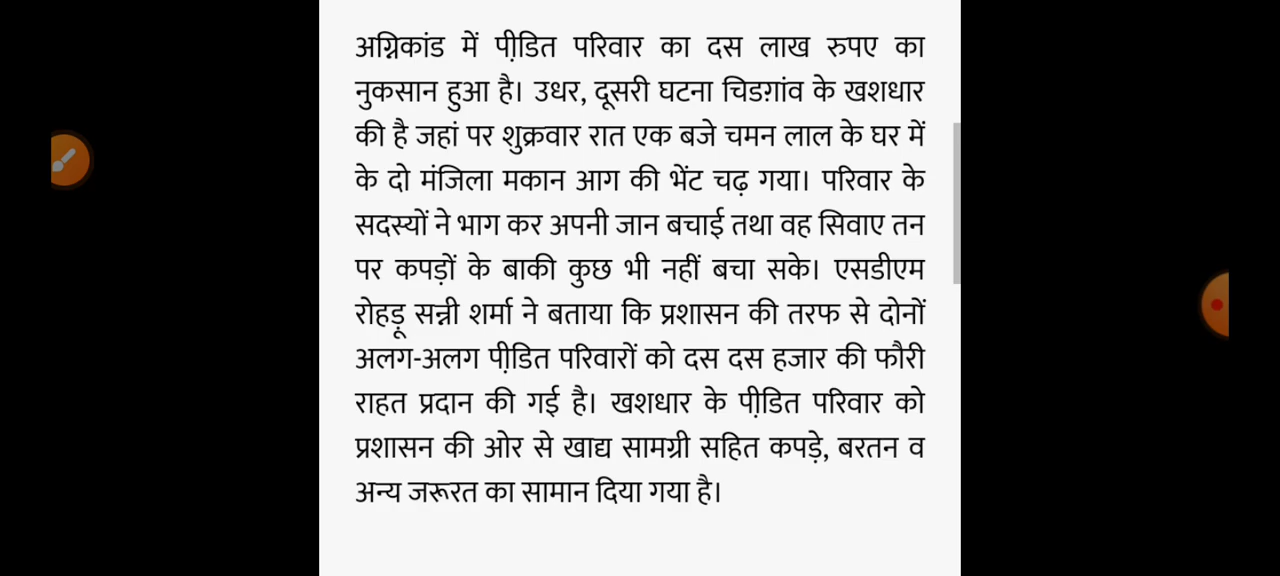 अग्निकांड में पीड़ित परिवार का दस लाख रुपए का
नुकसान हुआ है। उधर, दूसरी घटना चिडग़ांव के खशधार
की है जहां पर शुक्रवार रात एक बजे चमन लाल के घर में
के दो मंजिला मकान आग की भेंट चढ़ गया। परिवार के
सदस्यों ने भाग कर अपनी जान बचाई तथा वह सिवाए तन
पर कपड़ों के बाकी कुछ भी नहीं बचा सके। एसडीएम
रोहड़ू सन्नी शर्मा ने बताया कि प्रशासन की तरफ से दोनों
अलग-अलग पीड़ित परिवारों को दस दस हजार की फौरी
राहत प्रदान की गई है। खशधार के पीड़ित परिवार को
प्रशासन की ओर से खाद्य सामग्री सहित कपड़े, बरतन व
अन्य जरूरत का सामान दिया गया है।